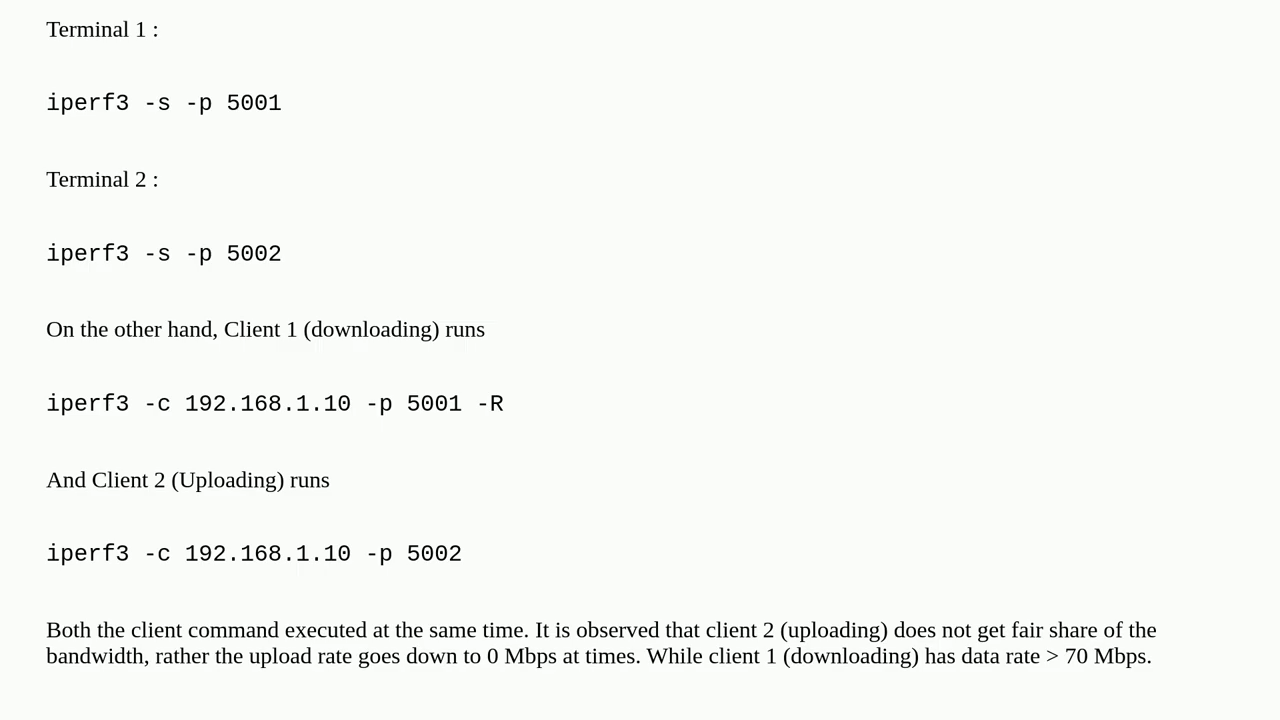 Terminal 1 :
iperf3 -s -p 5001
Terminal 2 :
iperf3 -s -p 5002
On the other hand, Client 1 (downloading) runs
iperf3 -c 192.168.1.10 -p 5001 -R
And Client 2 (Uploading) runs
iperf3 -c 192.168.1.10 -p 5002
Both the client command executed at the same time. It is observed that client 2 (uploading) does not get fair share of the
bandwidth, rather the upload rate goes down to 0 Mbps at times. While client 1 (downloading) has data rate > 70 Mbps.